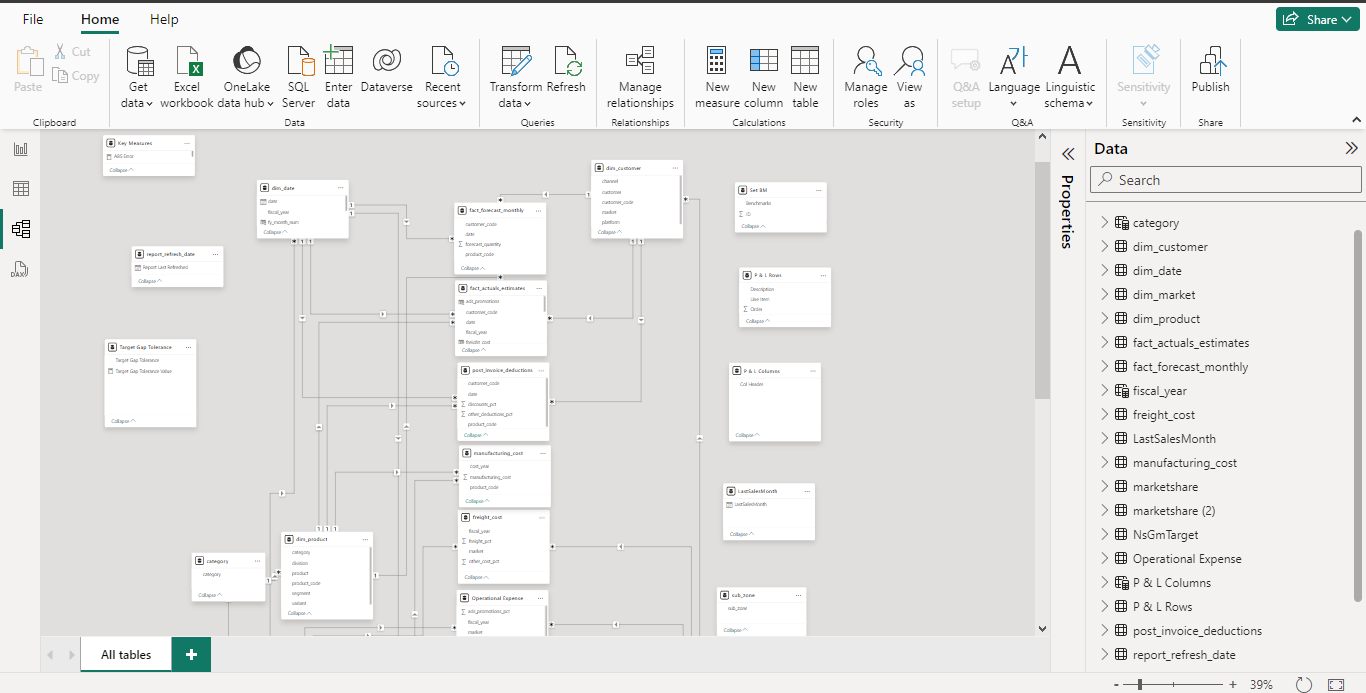 File Home Help
Share
Paste
Cut
Copy
Clipboard
Get data
Excel workbook
OneLake data hub
SQL Server
Enter data
Dataverse
Recent sources
Data
Transform data
Refresh
Queries
Manage relationships
Relationships
New measure
New column
New table
Calculations
Manage roles
View as
Security
Q&A setup
Language
Linguistic schema
Q&A
Sensitivity
Sensitivity
Publish
Share
Key Measures
ABS Error
Collapse
dim_date
date
fiscal_year
fy_month_num
Collapse
report_refresh_date
Report Last Refreshed
Collapse
Target Gap Tolerance
Target Gap Tolerance
Target Gap Tolerance Value
Collapse
fact_forecast_monthly
customer_code
date
forecast_quantity
product_code
Collapse
fact_actuals_estimates
ads_promotions
customer_code
date
fiscal_year
freight_cost
Collapse
post_invoice_deductions
customer_code
date
discounts_pct
other_deductions_pct
product_code
Collapse
manufacturing_cost
cost_year
manufacturing_cost
product_code
Collapse
freight_cost
fiscal_year
freight_pct
market
other_cost_pct
Collapse
Operational Expense
ads_promotions_pct
fiscal_year
market
dim_customer
channel
customer
customer_code
market
platform
Collapse
Set BM
Benchmarks
ID
Collapse
P & L Rows
Description
Line Item
Order
Collapse
P & L Columns
Col Header
Collapse
LastSalesMonth
LastSalesMonth
Collapse
sub_zone
sub_zone
Collapse
category
category
Collapse
dim_product
category
division
product
product_code
segment
variant
Collapse
Properties
Data
Search
category
dim_customer
dim_date
dim_market
dim_product
fact_actuals_estimates
fact_forecast_monthly
fiscal_year
freight_cost
LastSalesMonth
manufacturing_cost
marketshare
marketshare (2)
NsGmTarget
Operational Expense
P & L Columns
P & L Rows
post_invoice_deductions
report_refresh_date
All tables
+
- + 39%